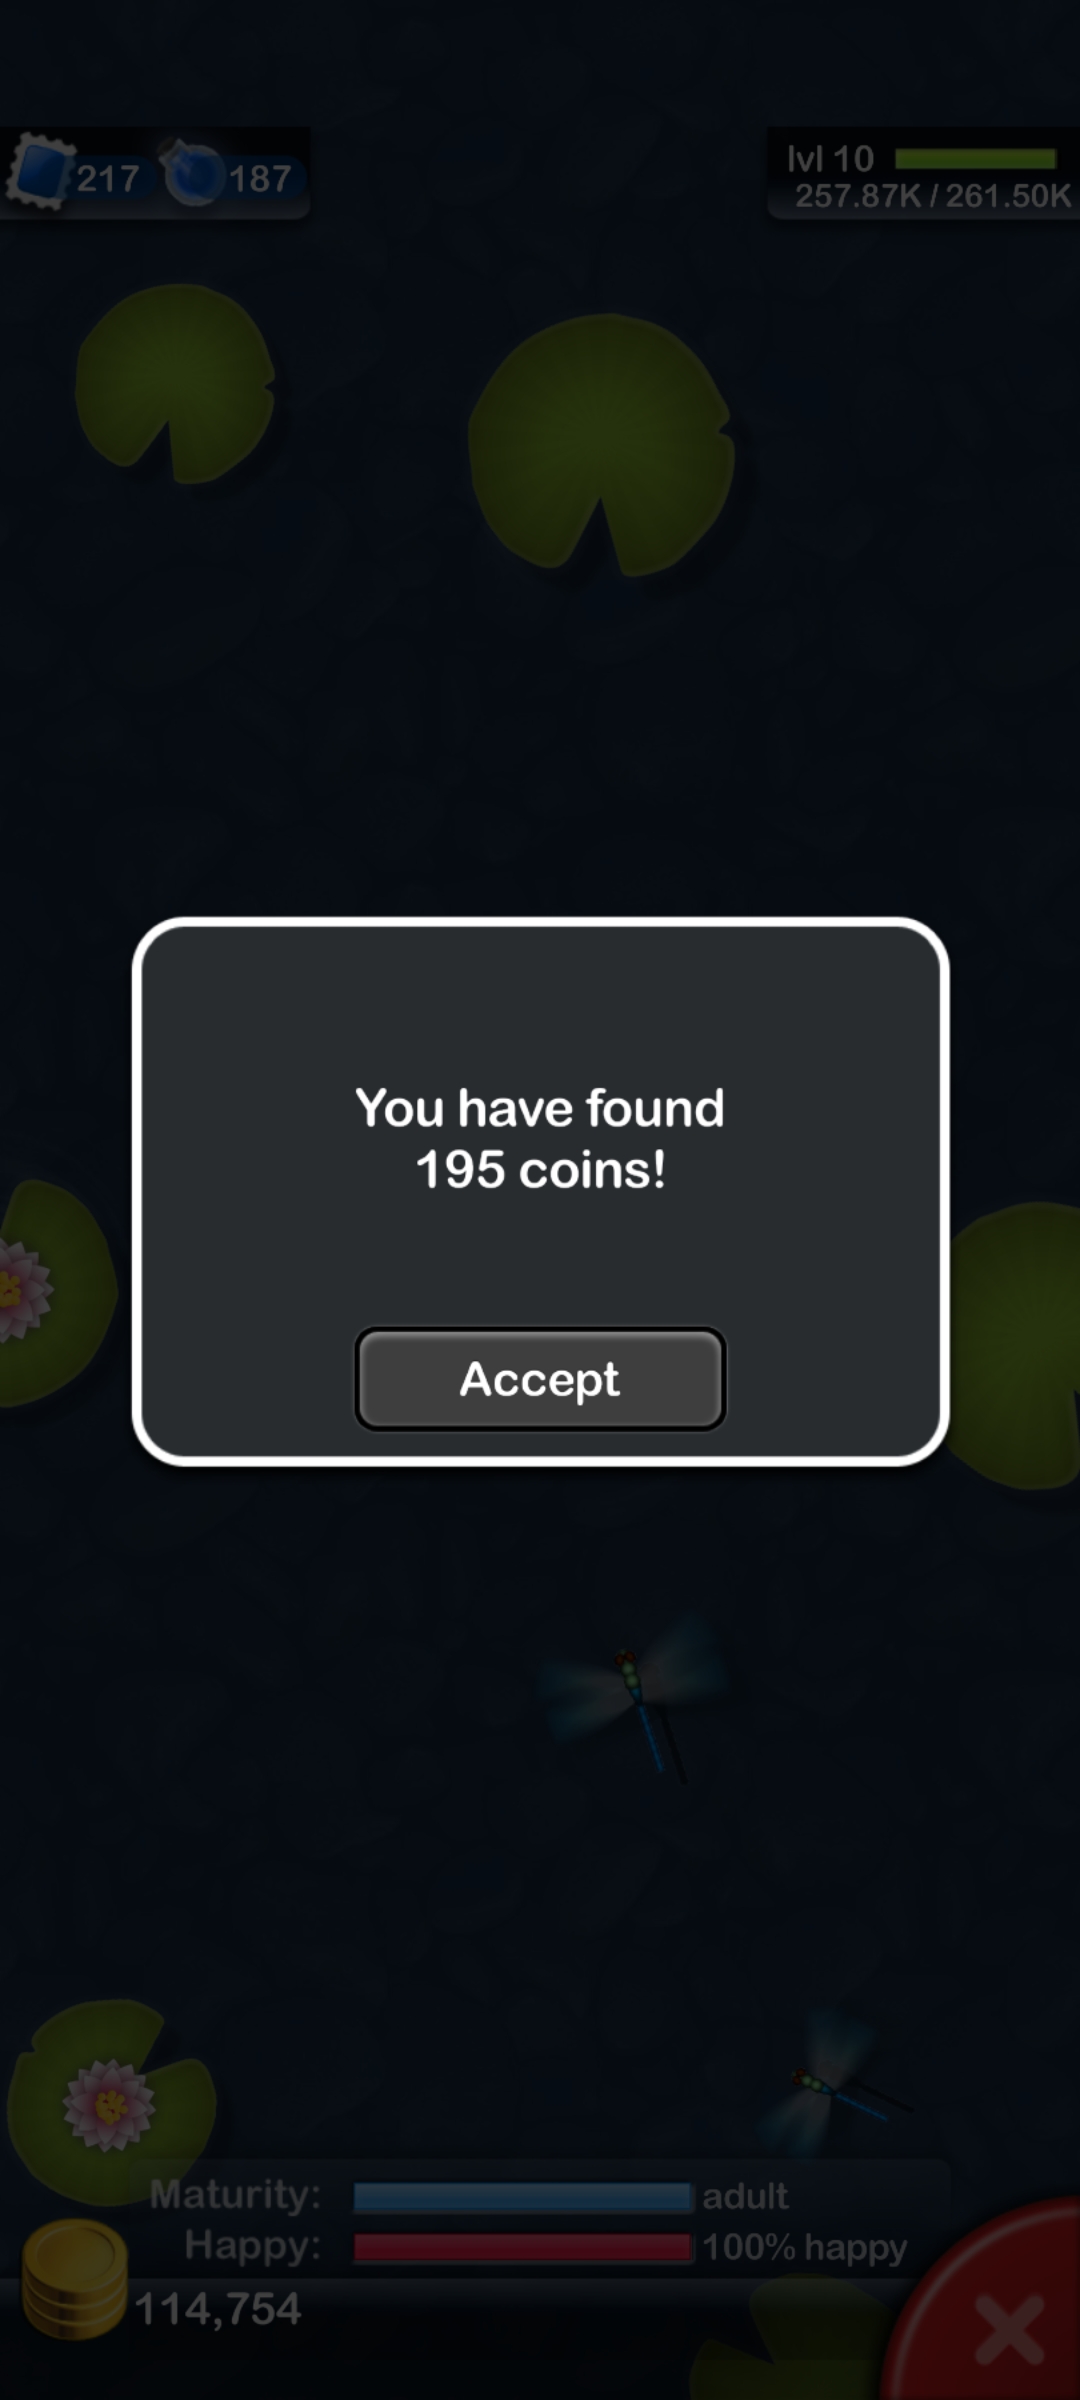 217 187
lvl 10
257.87K / 261.50K
You have found
195 coins!
Accept
Maturity: adult
Happy: 100% happy
114,754